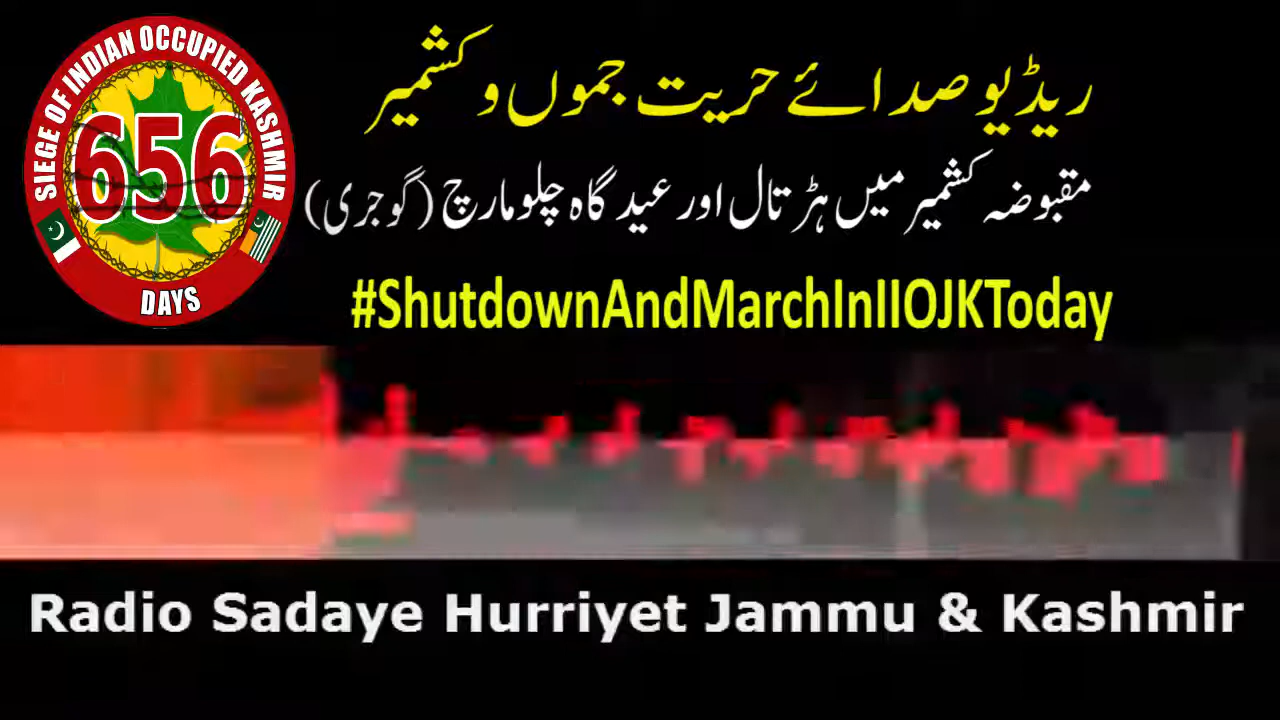 SIEGE OF INDIAN OCCUPIED KASHMIR
656
DAYS
ریڈیو صدائے حریت جموں و کشمیر
مقبوضہ کشمیر میں ہڑتال اور عید گاہ چلو مارچ (گوجری)
#ShutdownAndMarchInIIOJKToday
Radio Sadaye Hurriyet Jammu & Kashmir